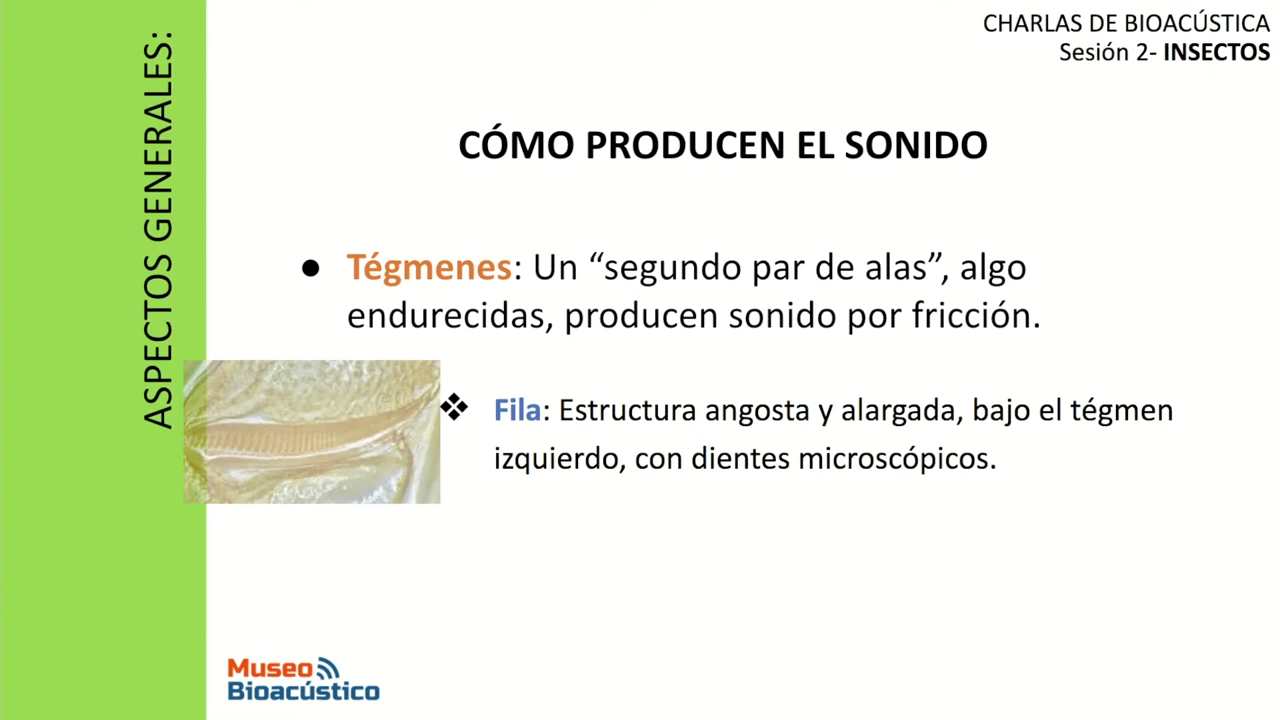 CHARLAS DE BIOACÚSTICA
Sesión 2- INSECTOS
ASPECTOS GENERALES:
CÓMO PRODUCEN EL SONIDO
● Tégmenes: Un “segundo par de alas”, algo
endurecidas, producen sonido por fricción.
❖ Fila: Estructura angosta y alargada, bajo el tégmen
izquierdo, con dientes microscópicos.
Museo
Bioacústico